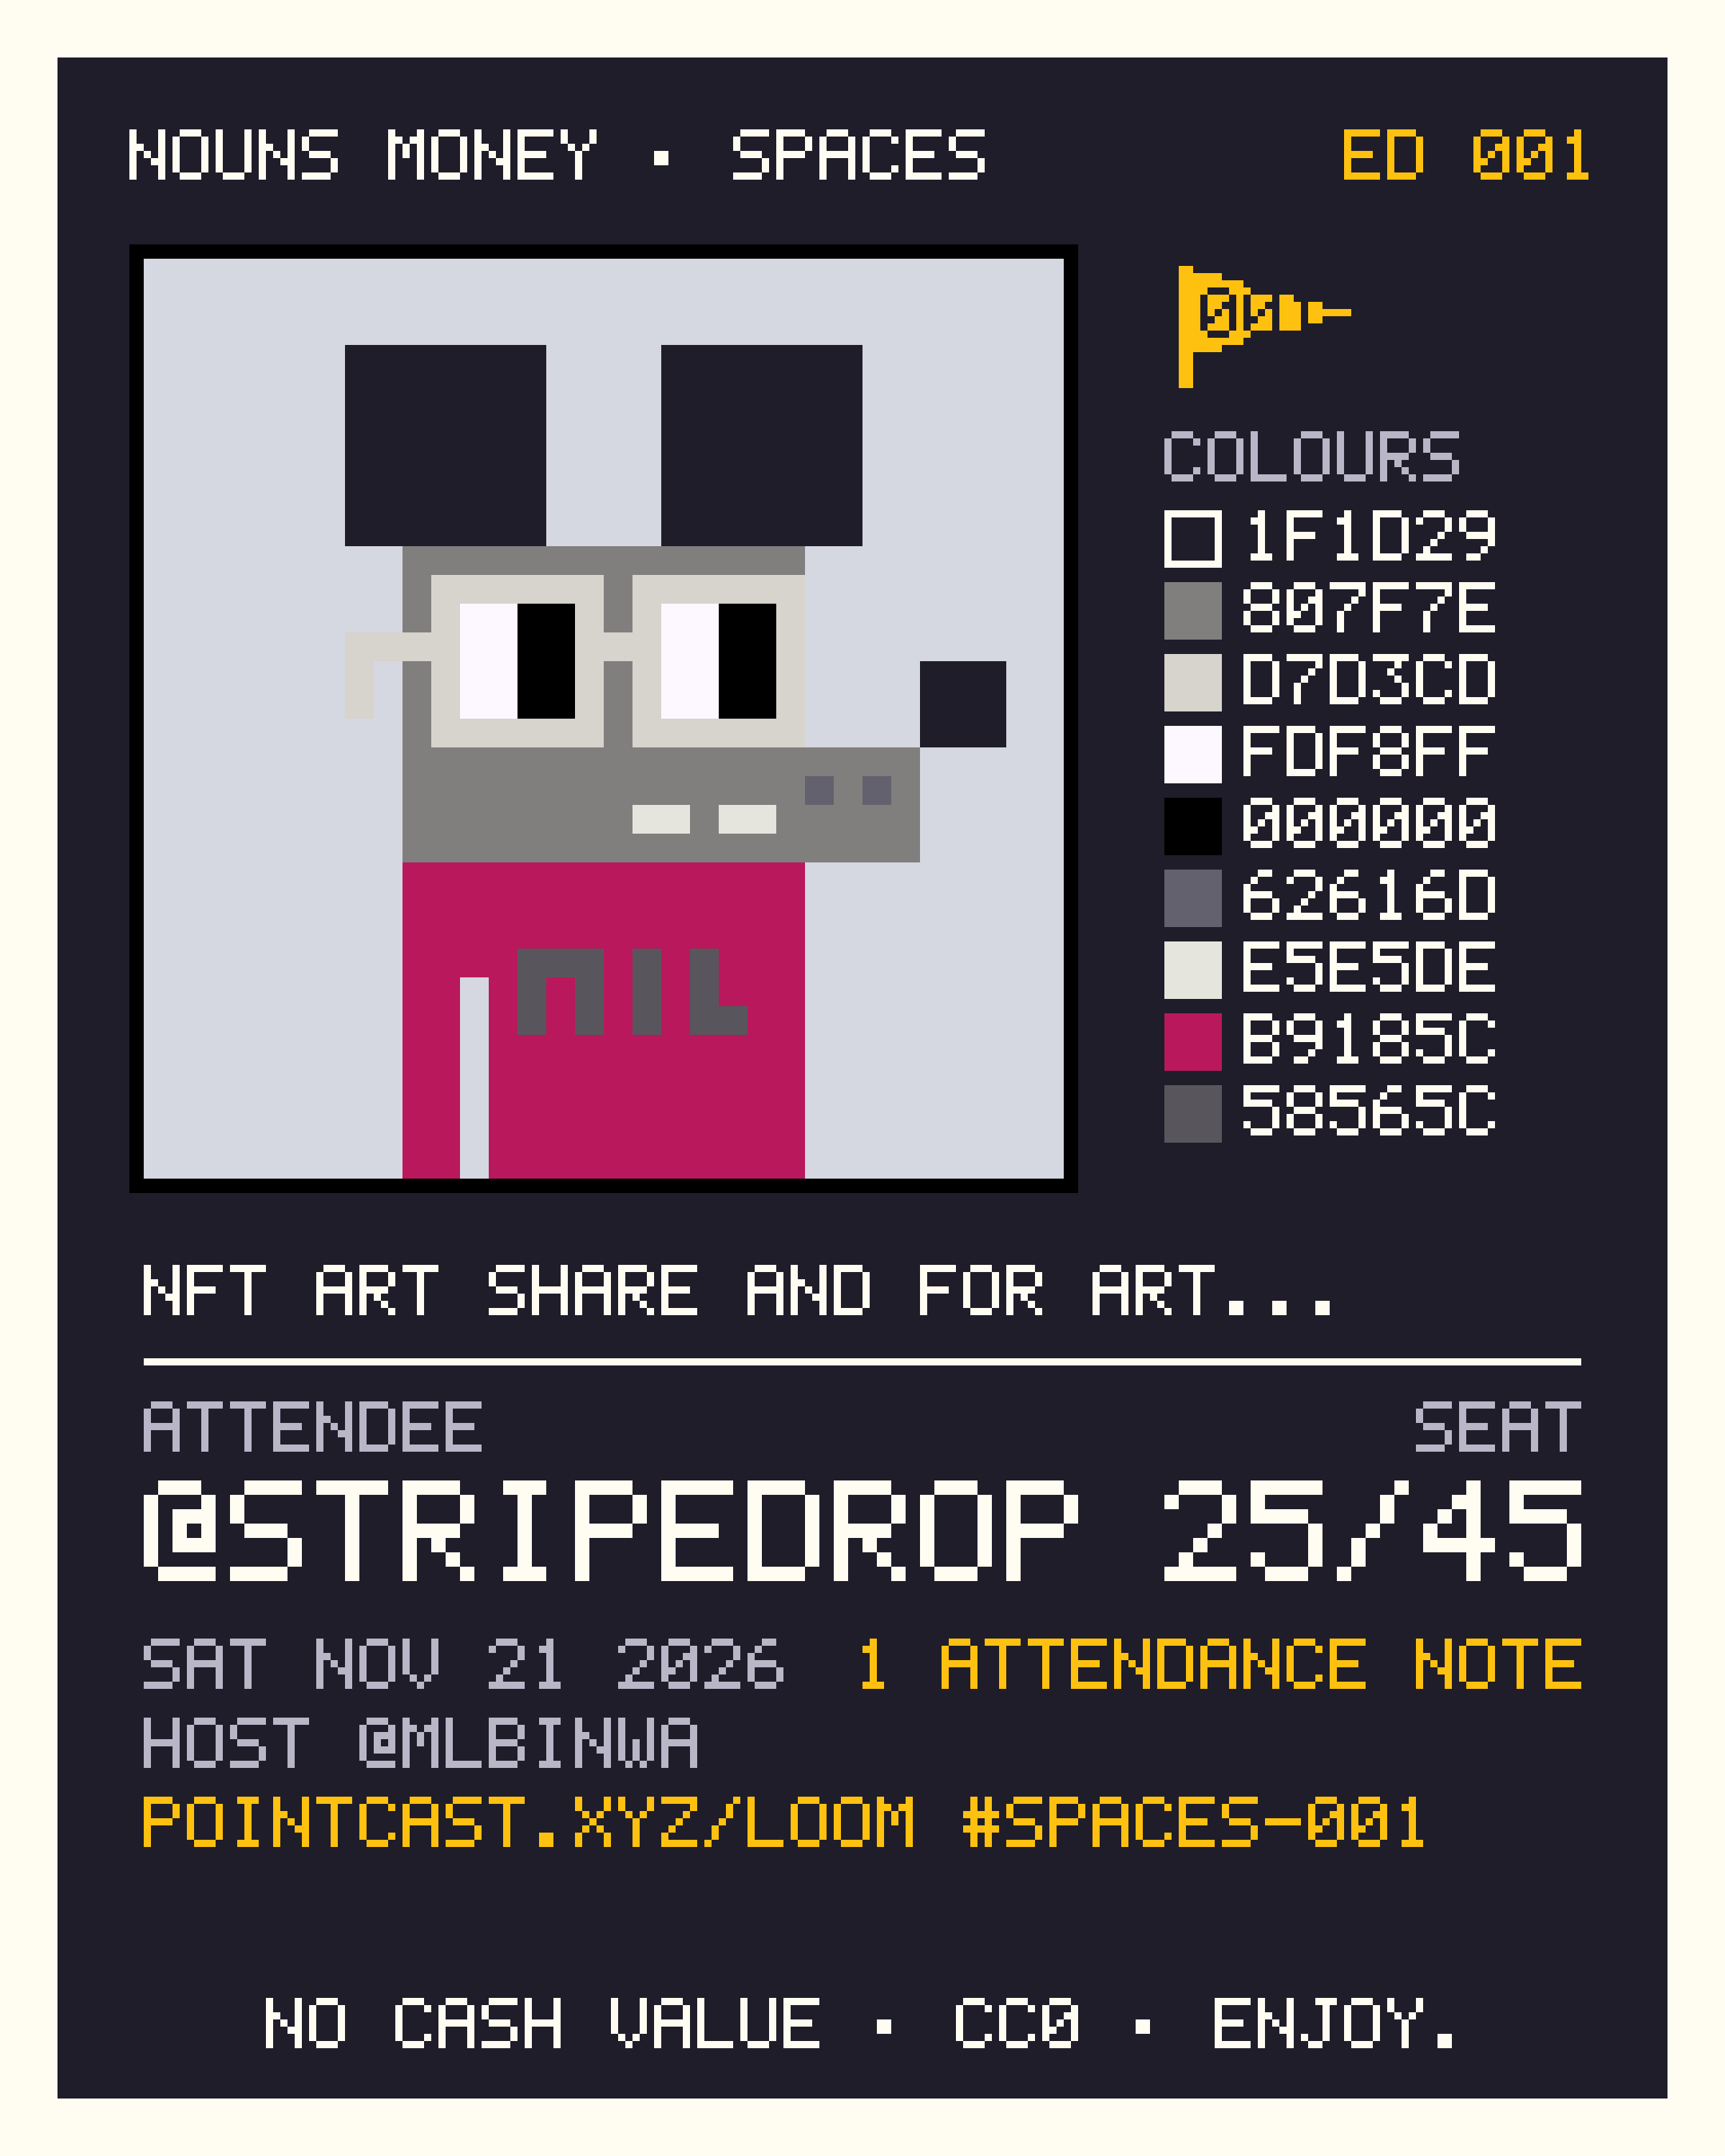 NOUNS MONEY · SPACES
ED 001
001
COLOURS
1F1D29
807F7E
D7D3CD
FDF8FF
000000
62616D
E5E5DE
B9185C
58565C
NIL
NFT ART SHARE AND FOR ART...
ATTENDEE SEAT
@STRIPEDROP 25/45
SAT NOV 21 2026 1 ATTENDANCE NOTE
HOST @MLBINWA
POINTCAST.XYZ/LOOM #SPACES-001
NO CASH VALUE · CC0 · ENJOY.